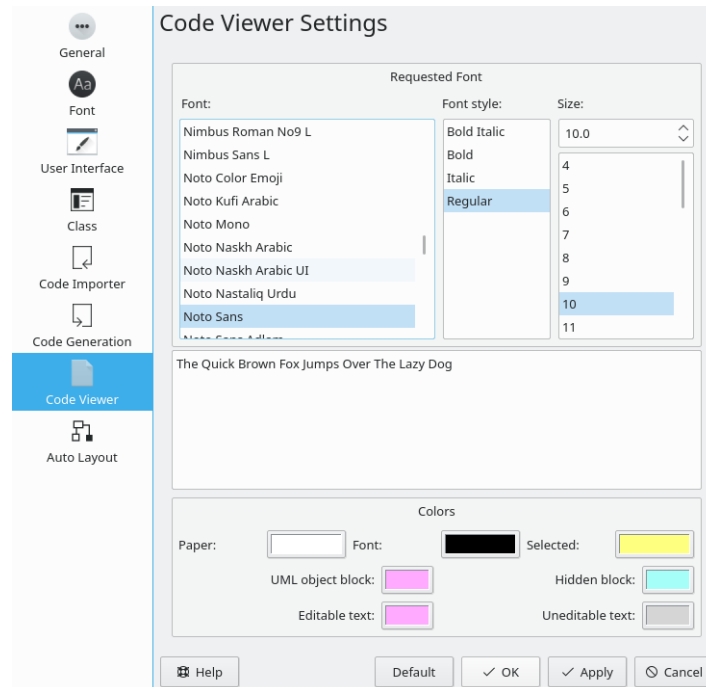 Code Viewer Settings
General
Aa
Font
User Interface
Class
Code Importer
Code Generation
Code Viewer
Auto Layout
Requested Font
Font:
Font style:
Size:
Nimbus Roman No9 L
Nimbus Sans L
Noto Color Emoji
Noto Kufi Arabic
Noto Mono
Noto Naskh Arabic
Noto Naskh Arabic UI
Noto Nastaliq Urdu
Noto Sans
Noto Sans Adlam
Bold Italic
Bold
Italic
Regular
10.0
4
5
6
7
8
9
10
11
The Quick Brown Fox Jumps Over The Lazy Dog
Colors
Paper:
Font:
Selected:
UML object block:
Hidden block:
Editable text:
Uneditable text:
Help
Default
OK
Apply
Cancel